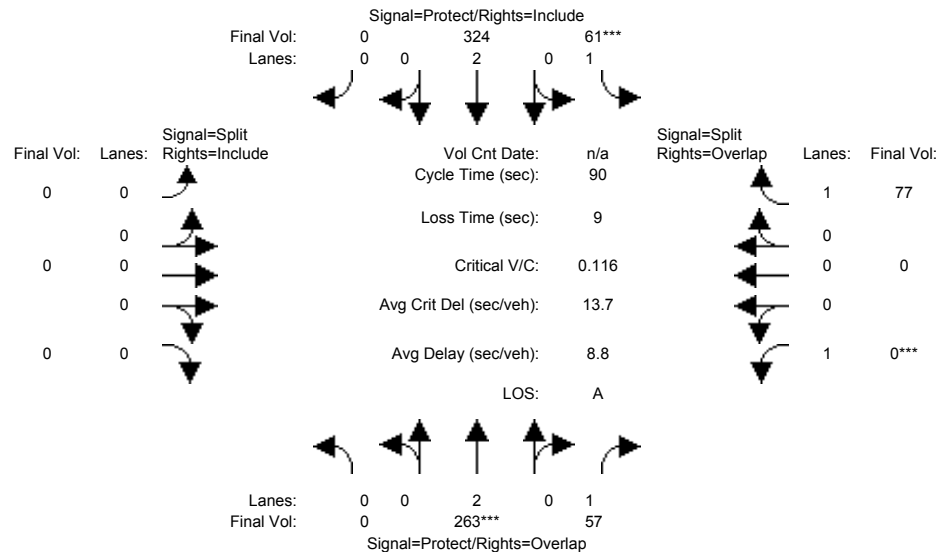 Signal=Protect/Rights=Include
Final Vol: 0 324 61***
Lanes: 0 0 2 0 1
Signal=Split Signal=Split
Final Vol: Lanes: Rights=Include Vol Cnt Date: n/a Rights=Overlap Lanes: Final Vol:
Cycle Time (sec): 90
0 0 1 77
Loss Time (sec): 9
0 0
0 0 Critical V/C: 0.116 0 0
0 Avg Crit Del (sec/veh): 13.7 0
0 0 Avg Delay (sec/veh): 8.8 1 0***
LOS: A
Lanes: 0 0 2 0 1
Final Vol: 0 263*** 57
Signal=Protect/Rights=Overlap